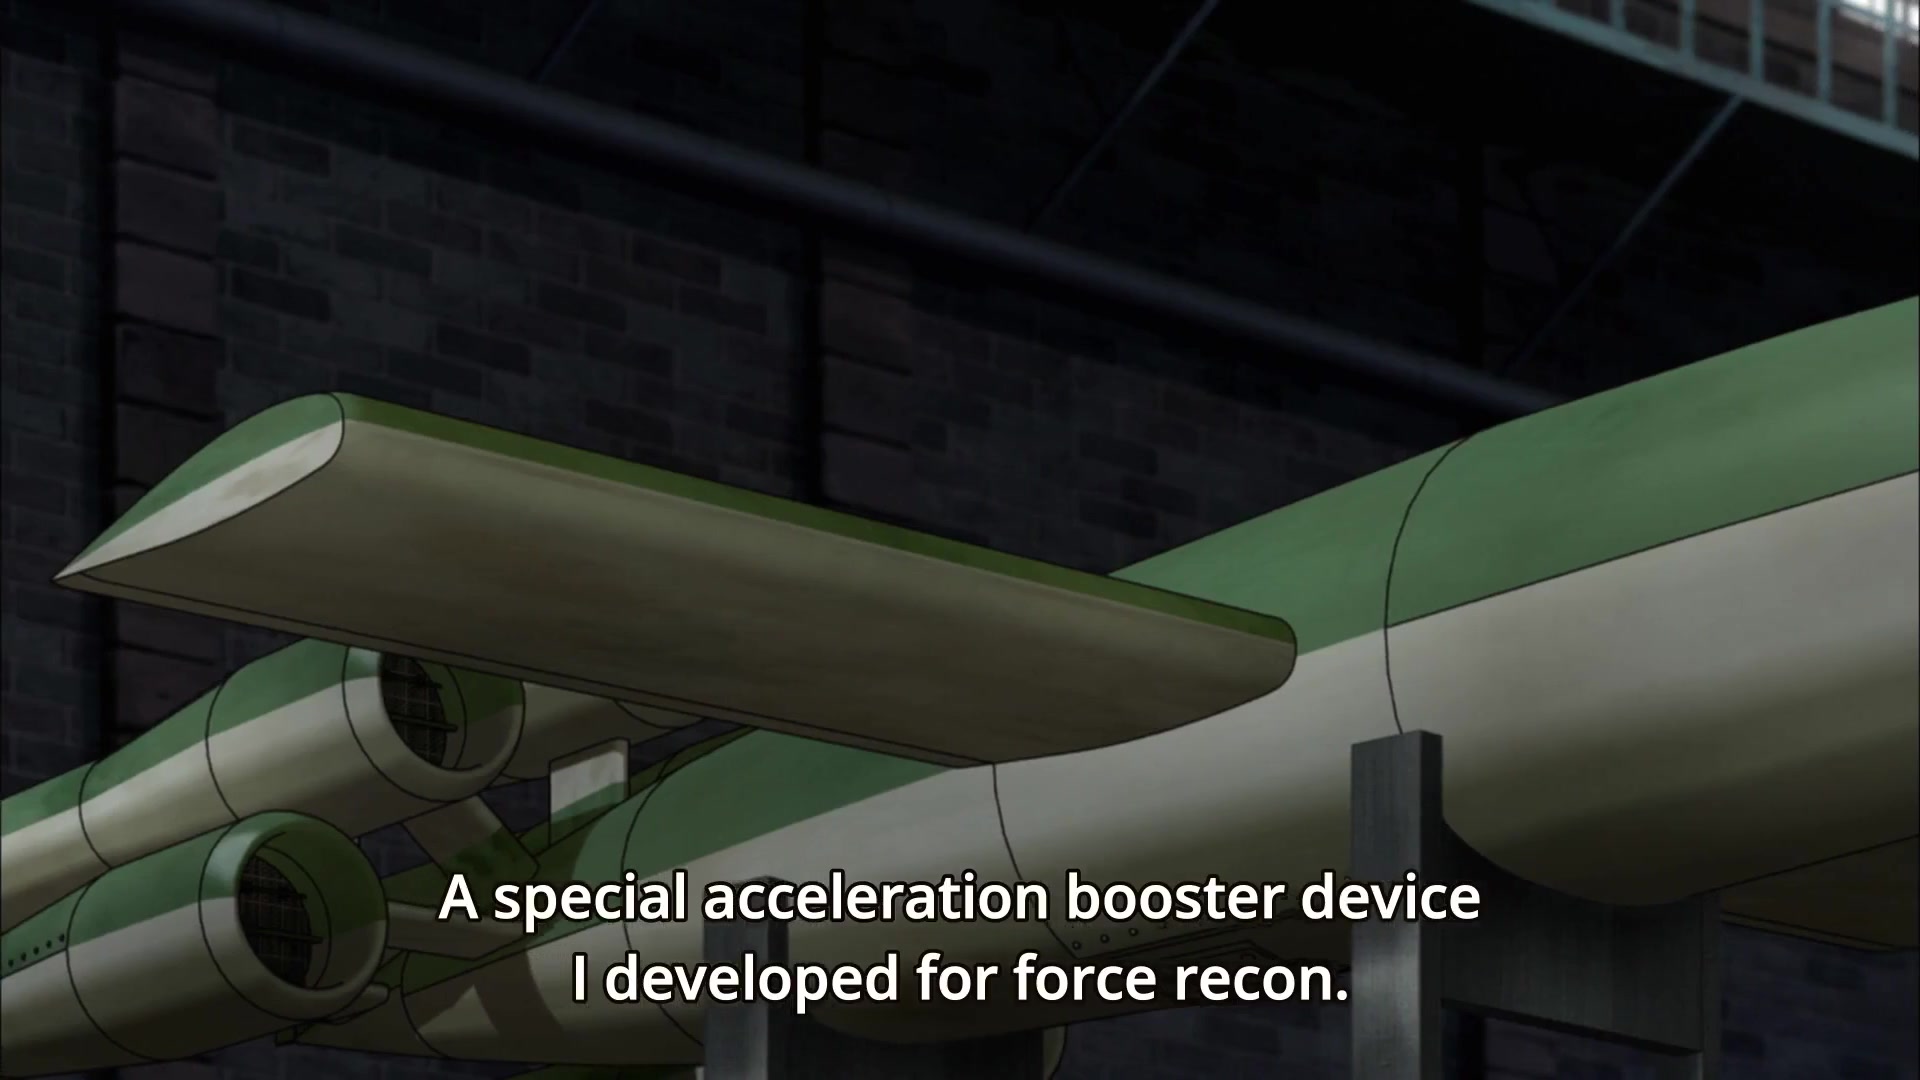 A special acceleration booster device
I developed for force recon.